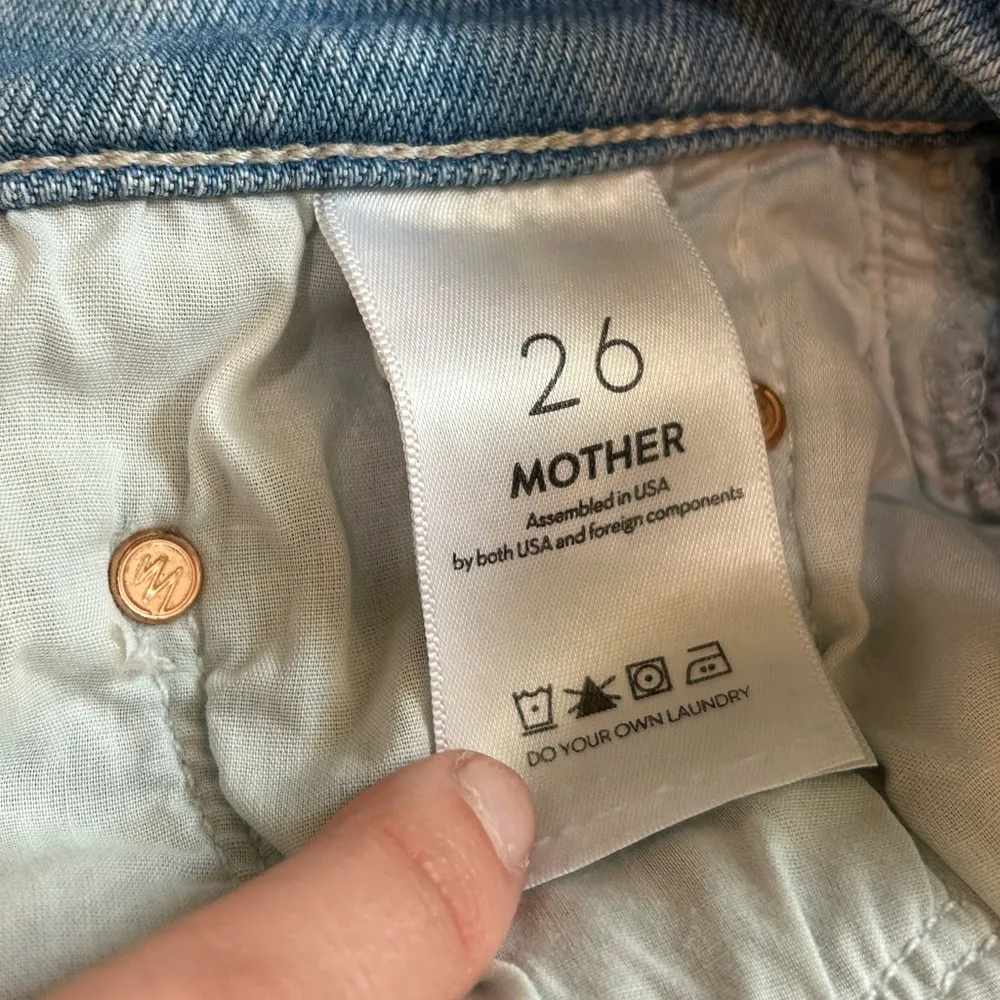 26
MOTHER
Assembled in USA
by both USA and foreign components
DO YOUR OWN LAUNDRY
M